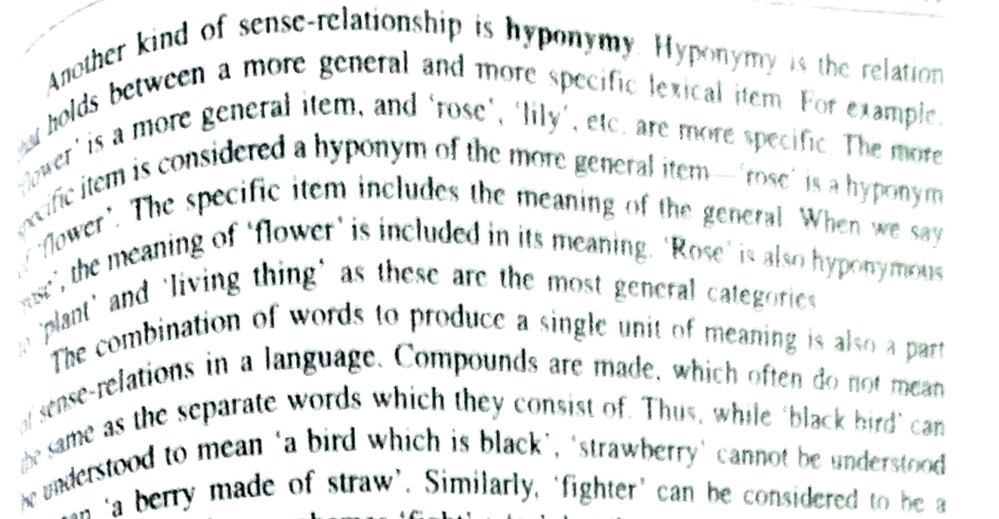 Another kind of sense-relationship is hyponymy. Hyponymy is the relation
that holds between a more general and more specific lexical item. For example,
'flower' is a more general item, and 'rose', 'lily', etc. are more specific. The more
specific item is considered a hyponym of the more general item—'rose' is a hyponym
of 'flower'. The specific item includes the meaning of the general. When we say
'rose', the meaning of 'flower' is included in its meaning. 'Rose' is also hyponymous
to 'plant' and 'living thing' as these are the most general categories
The combination of words to produce a single unit of meaning is also a part
of sense-relations in a language. Compounds are made, which often do not mean
the same as the separate words which they consist of. Thus, while 'black bird' can
be understood to mean 'a bird which is black', 'strawberry' cannot be understood
'a berry made of straw'. Similarly, 'fighter' can be considered to be a